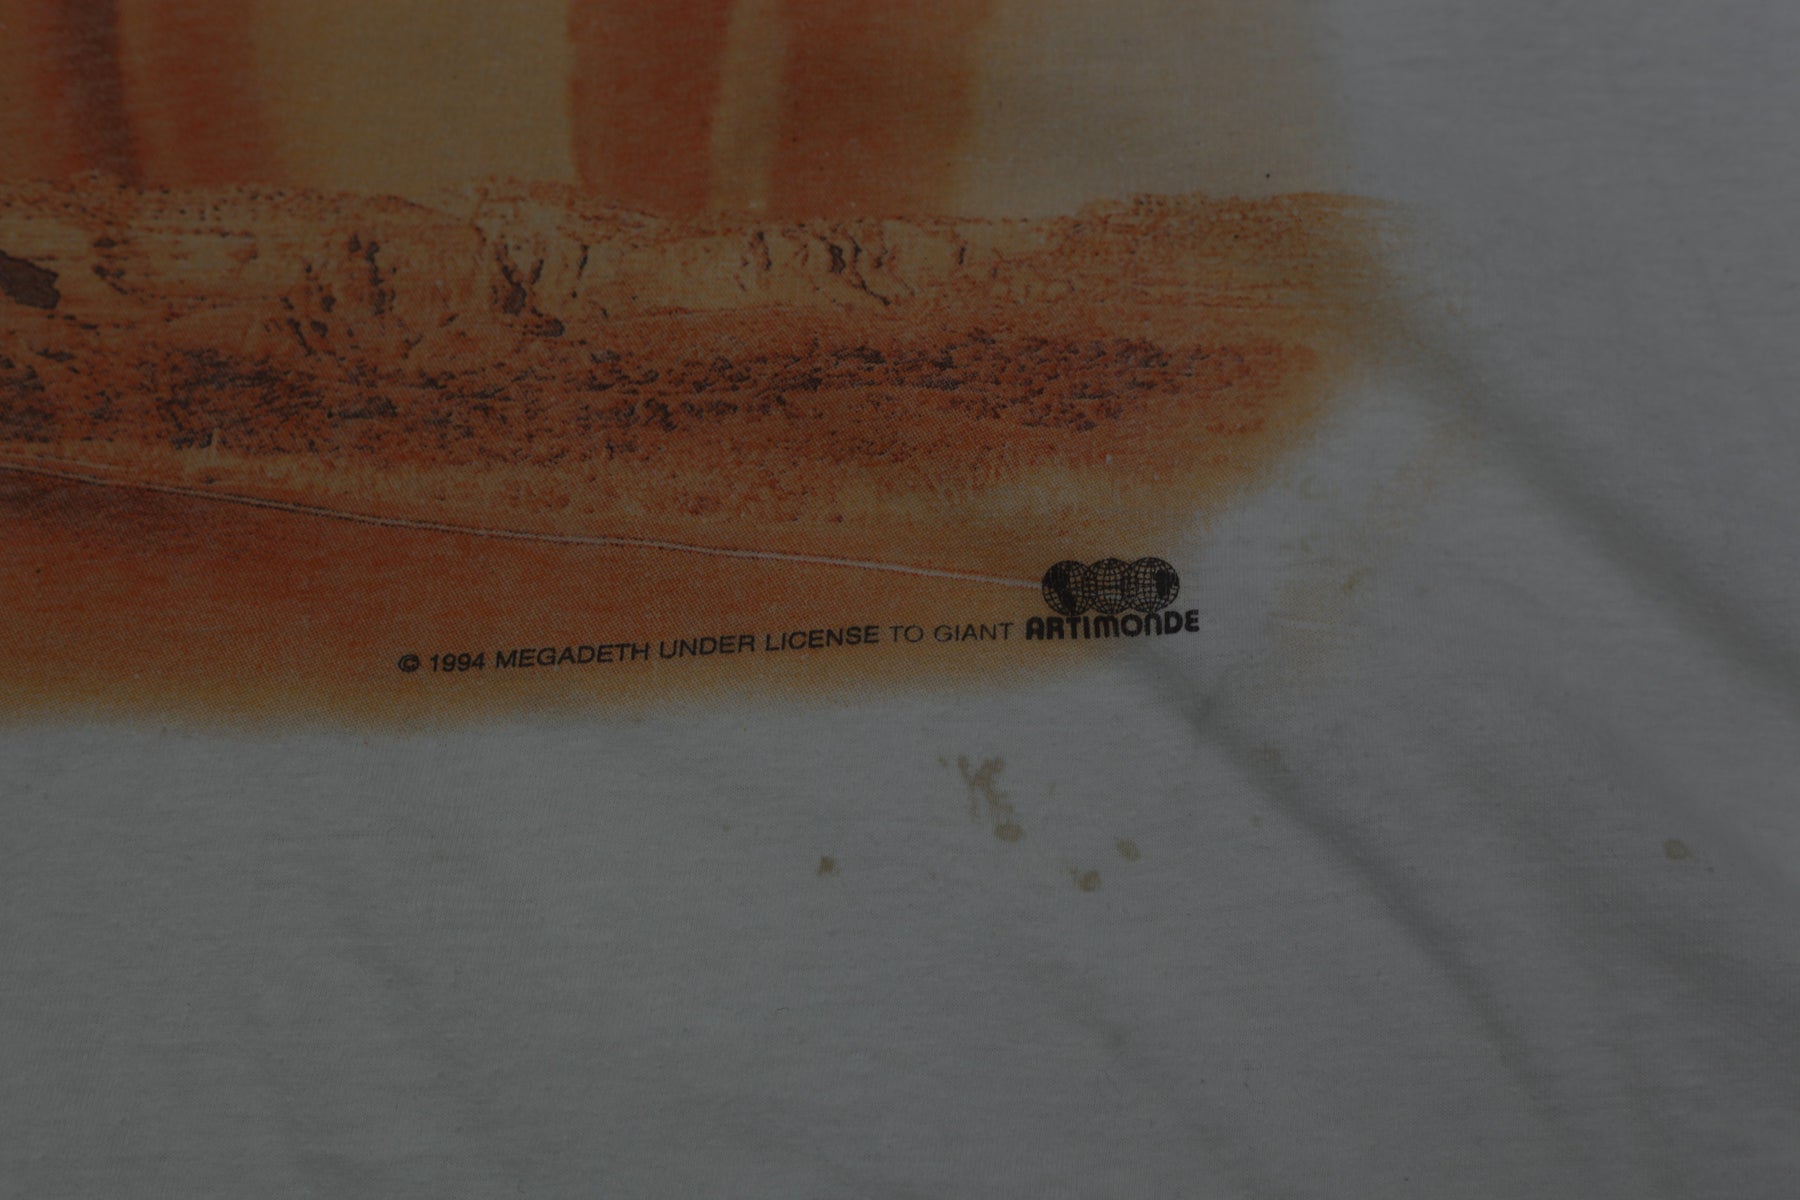 © 1994 MEGADETH UNDER LICENSE TO GIANT ARTIMONDE